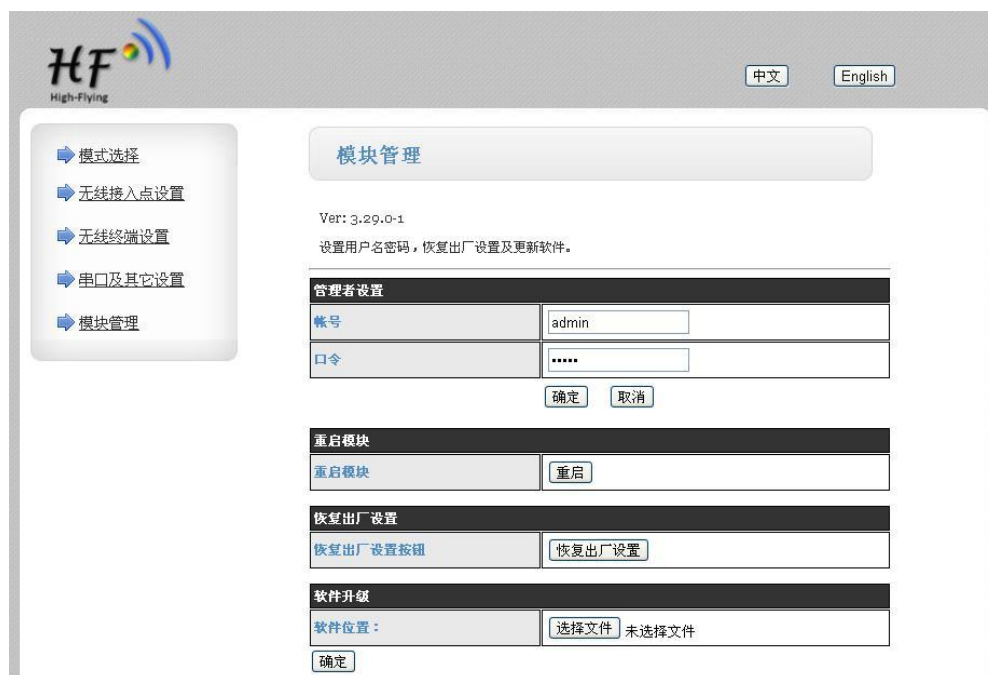 HF
High-Flying
中文 English
模式选择
无线接入点设置
无线终端设置
串口及其它设置
模块管理
模块管理
Ver: 3.29.0-1
设置用户名密码，恢复出厂设置及更新软件。
管理者设置
帐号 admin
口令 •••••
确定 取消
重启模块
重启模块 重启
恢复出厂设置
恢复出厂设置按钮 恢复出厂设置
软件升级
软件位置： 选择文件 未选择文件
确定